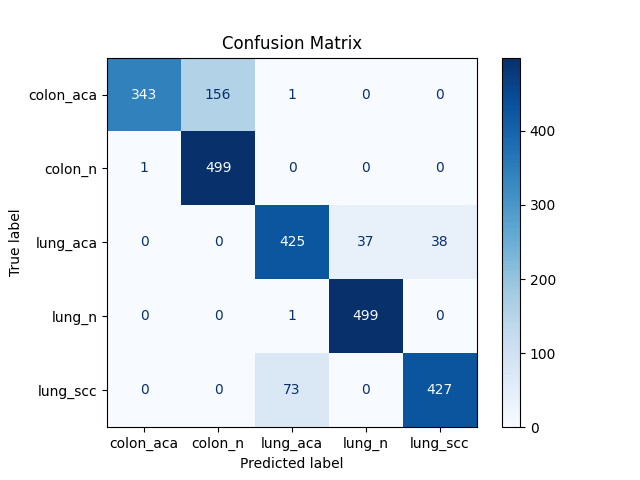 Confusion Matrix
colon_aca 343 156 1 0 0
colon_n 1 499 0 0 0
lung_aca 0 0 425 37 38
lung_n 0 0 1 499 0
lung_scc 0 0 73 0 427
colon_aca colon_n lung_aca lung_n lung_scc
Predicted label
True label
400
300
200
100
0